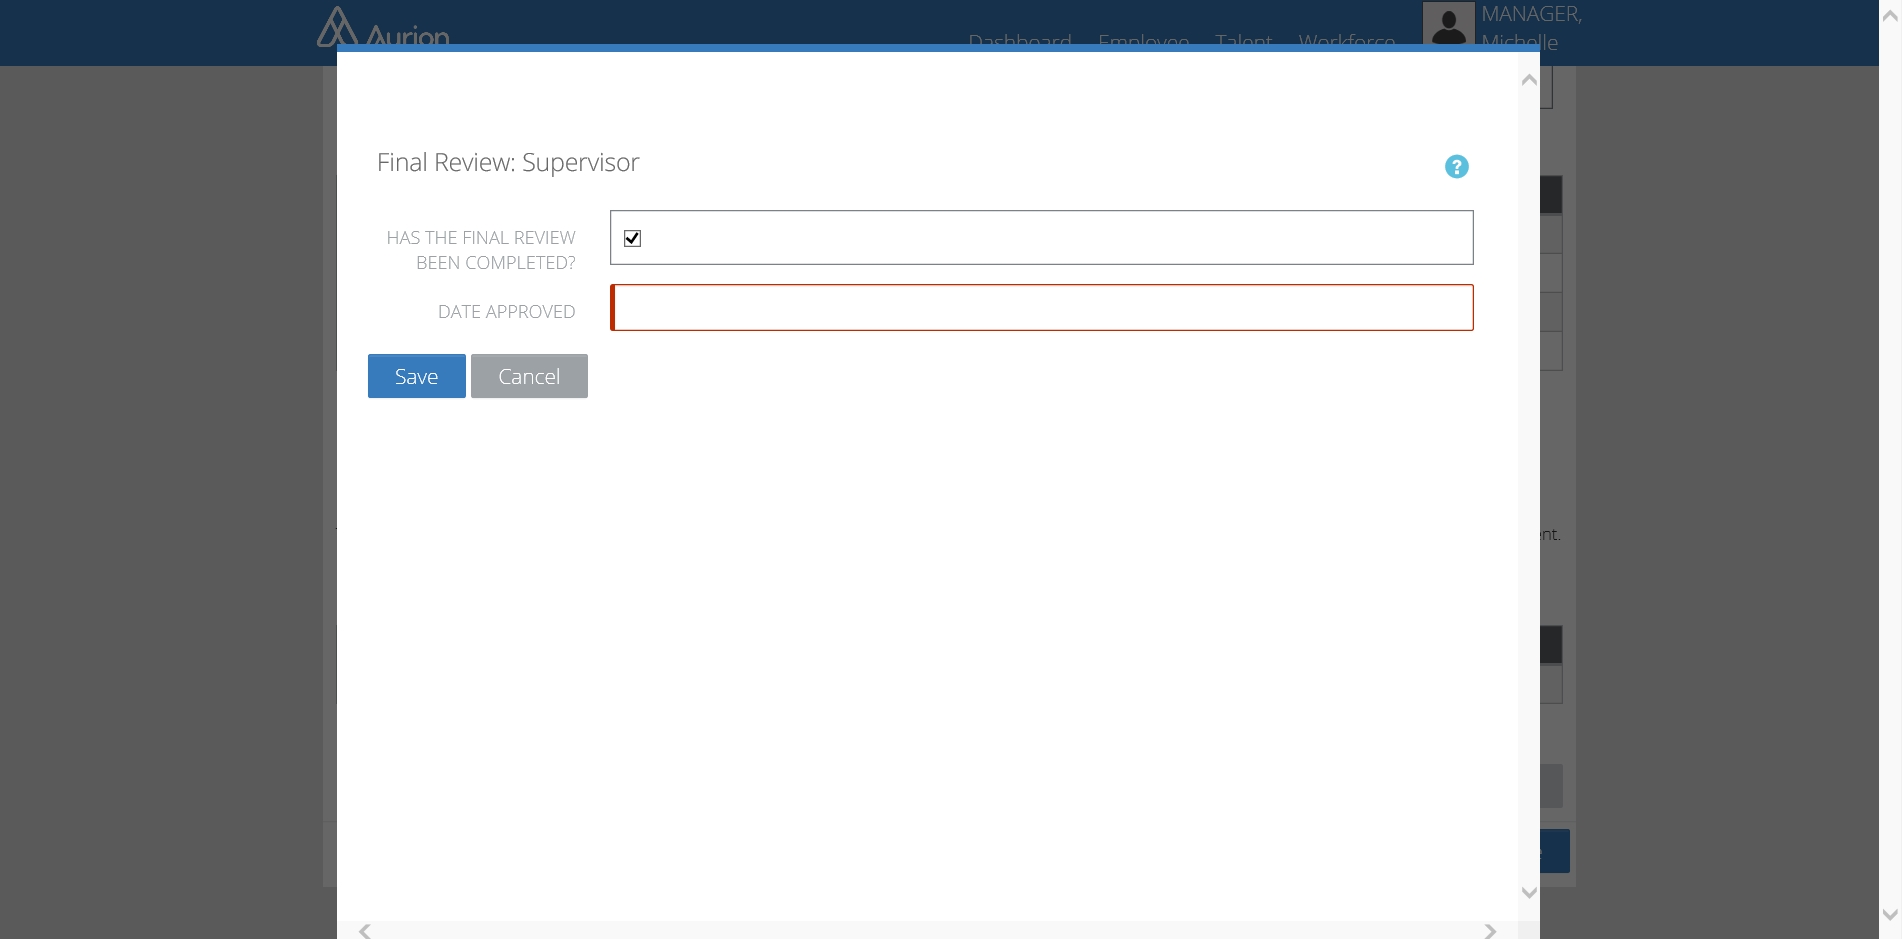 Aurion
Dashboard Employee Talent Workforce
MANAGER,
Michelle
Final Review: Supervisor
?
HAS THE FINAL REVIEW
BEEN COMPLETED?
DATE APPROVED
Save Cancel